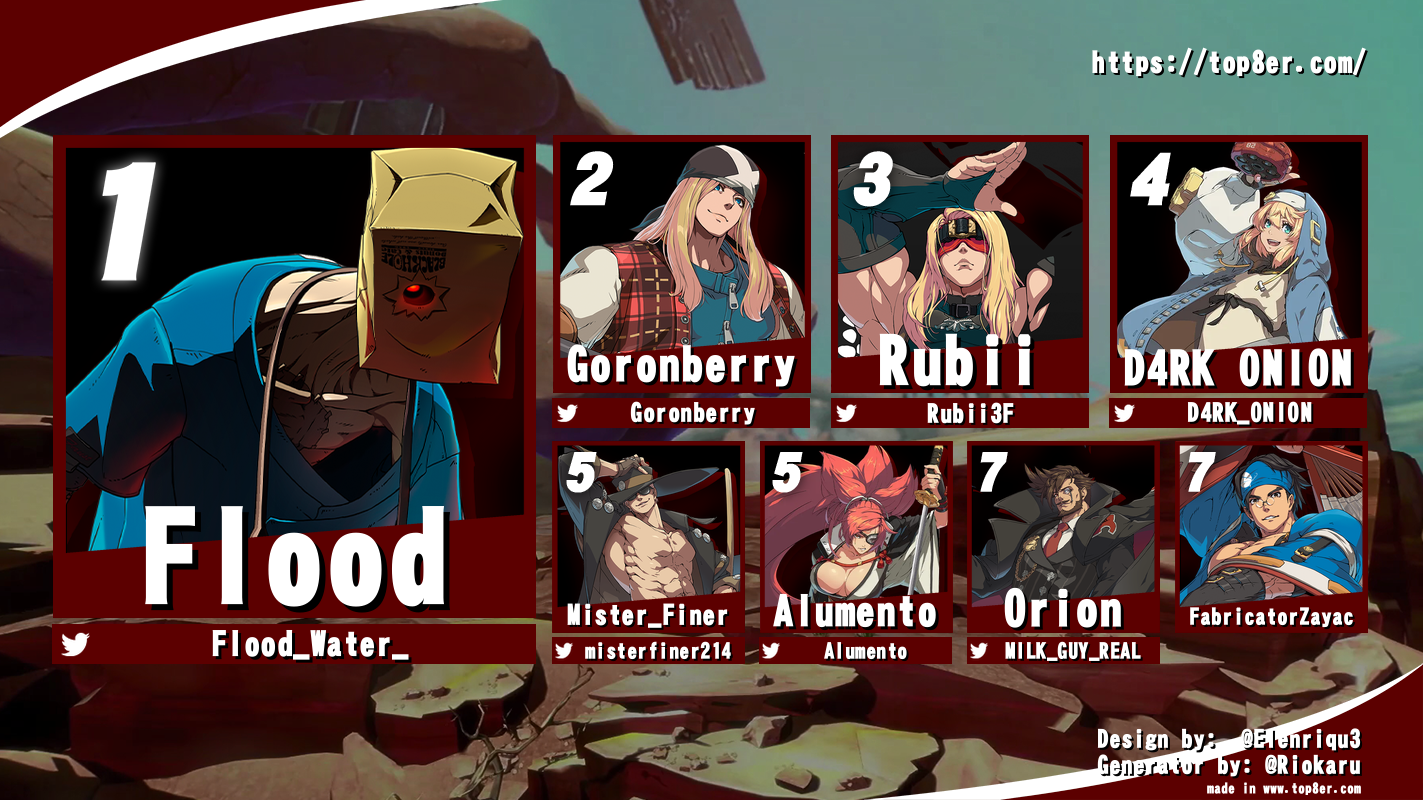 https://top8er.com/
1
Flood
Flood_Water_
2
Goronberry
Goronberry
3
Rubii
Rubii3F
4
D4RK ONION
D4RK_ONION
5
Mister_Finer
misterfiner214
5
Alumento
Alumento
7
Orion
MILK_GUY_REAL
7
FabricatorZayac
Design by: @Elenriqu3
Generator by: @Riokaru
made in www.top8er.com